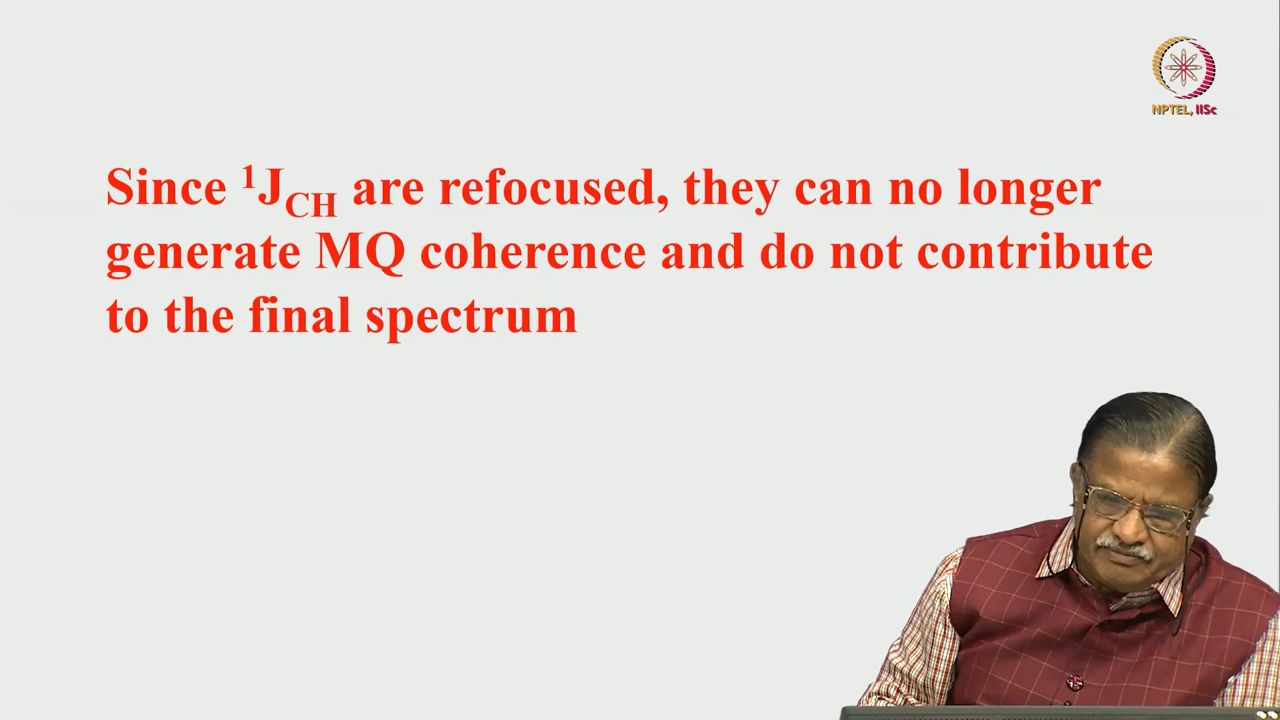 NPTEL, IISc
Since ¹J_CH are refocused, they can no longer
generate MQ coherence and do not contribute
to the final spectrum